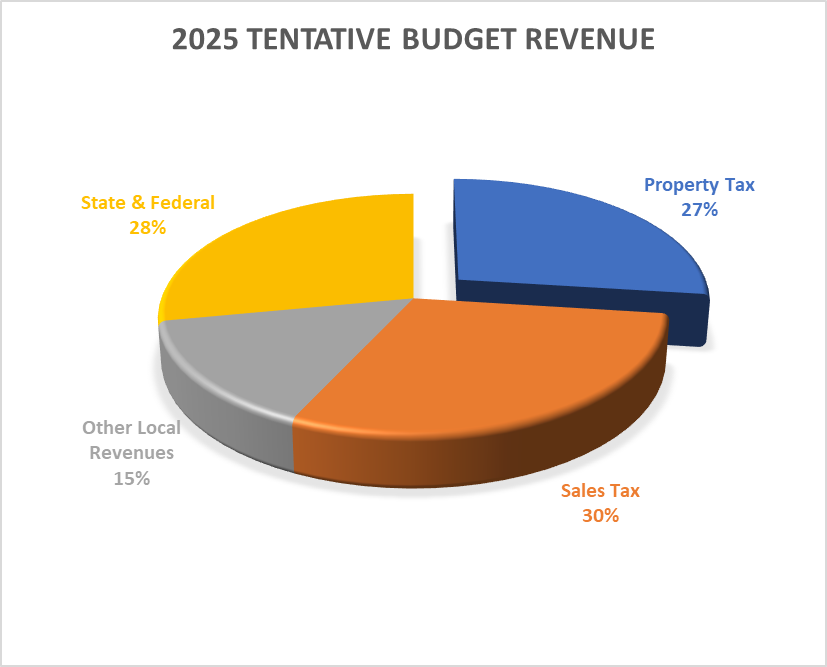 2025 TENTATIVE BUDGET REVENUE
Property Tax
27%
State & Federal
28%
Other Local
Revenues
15%
Sales Tax
30%